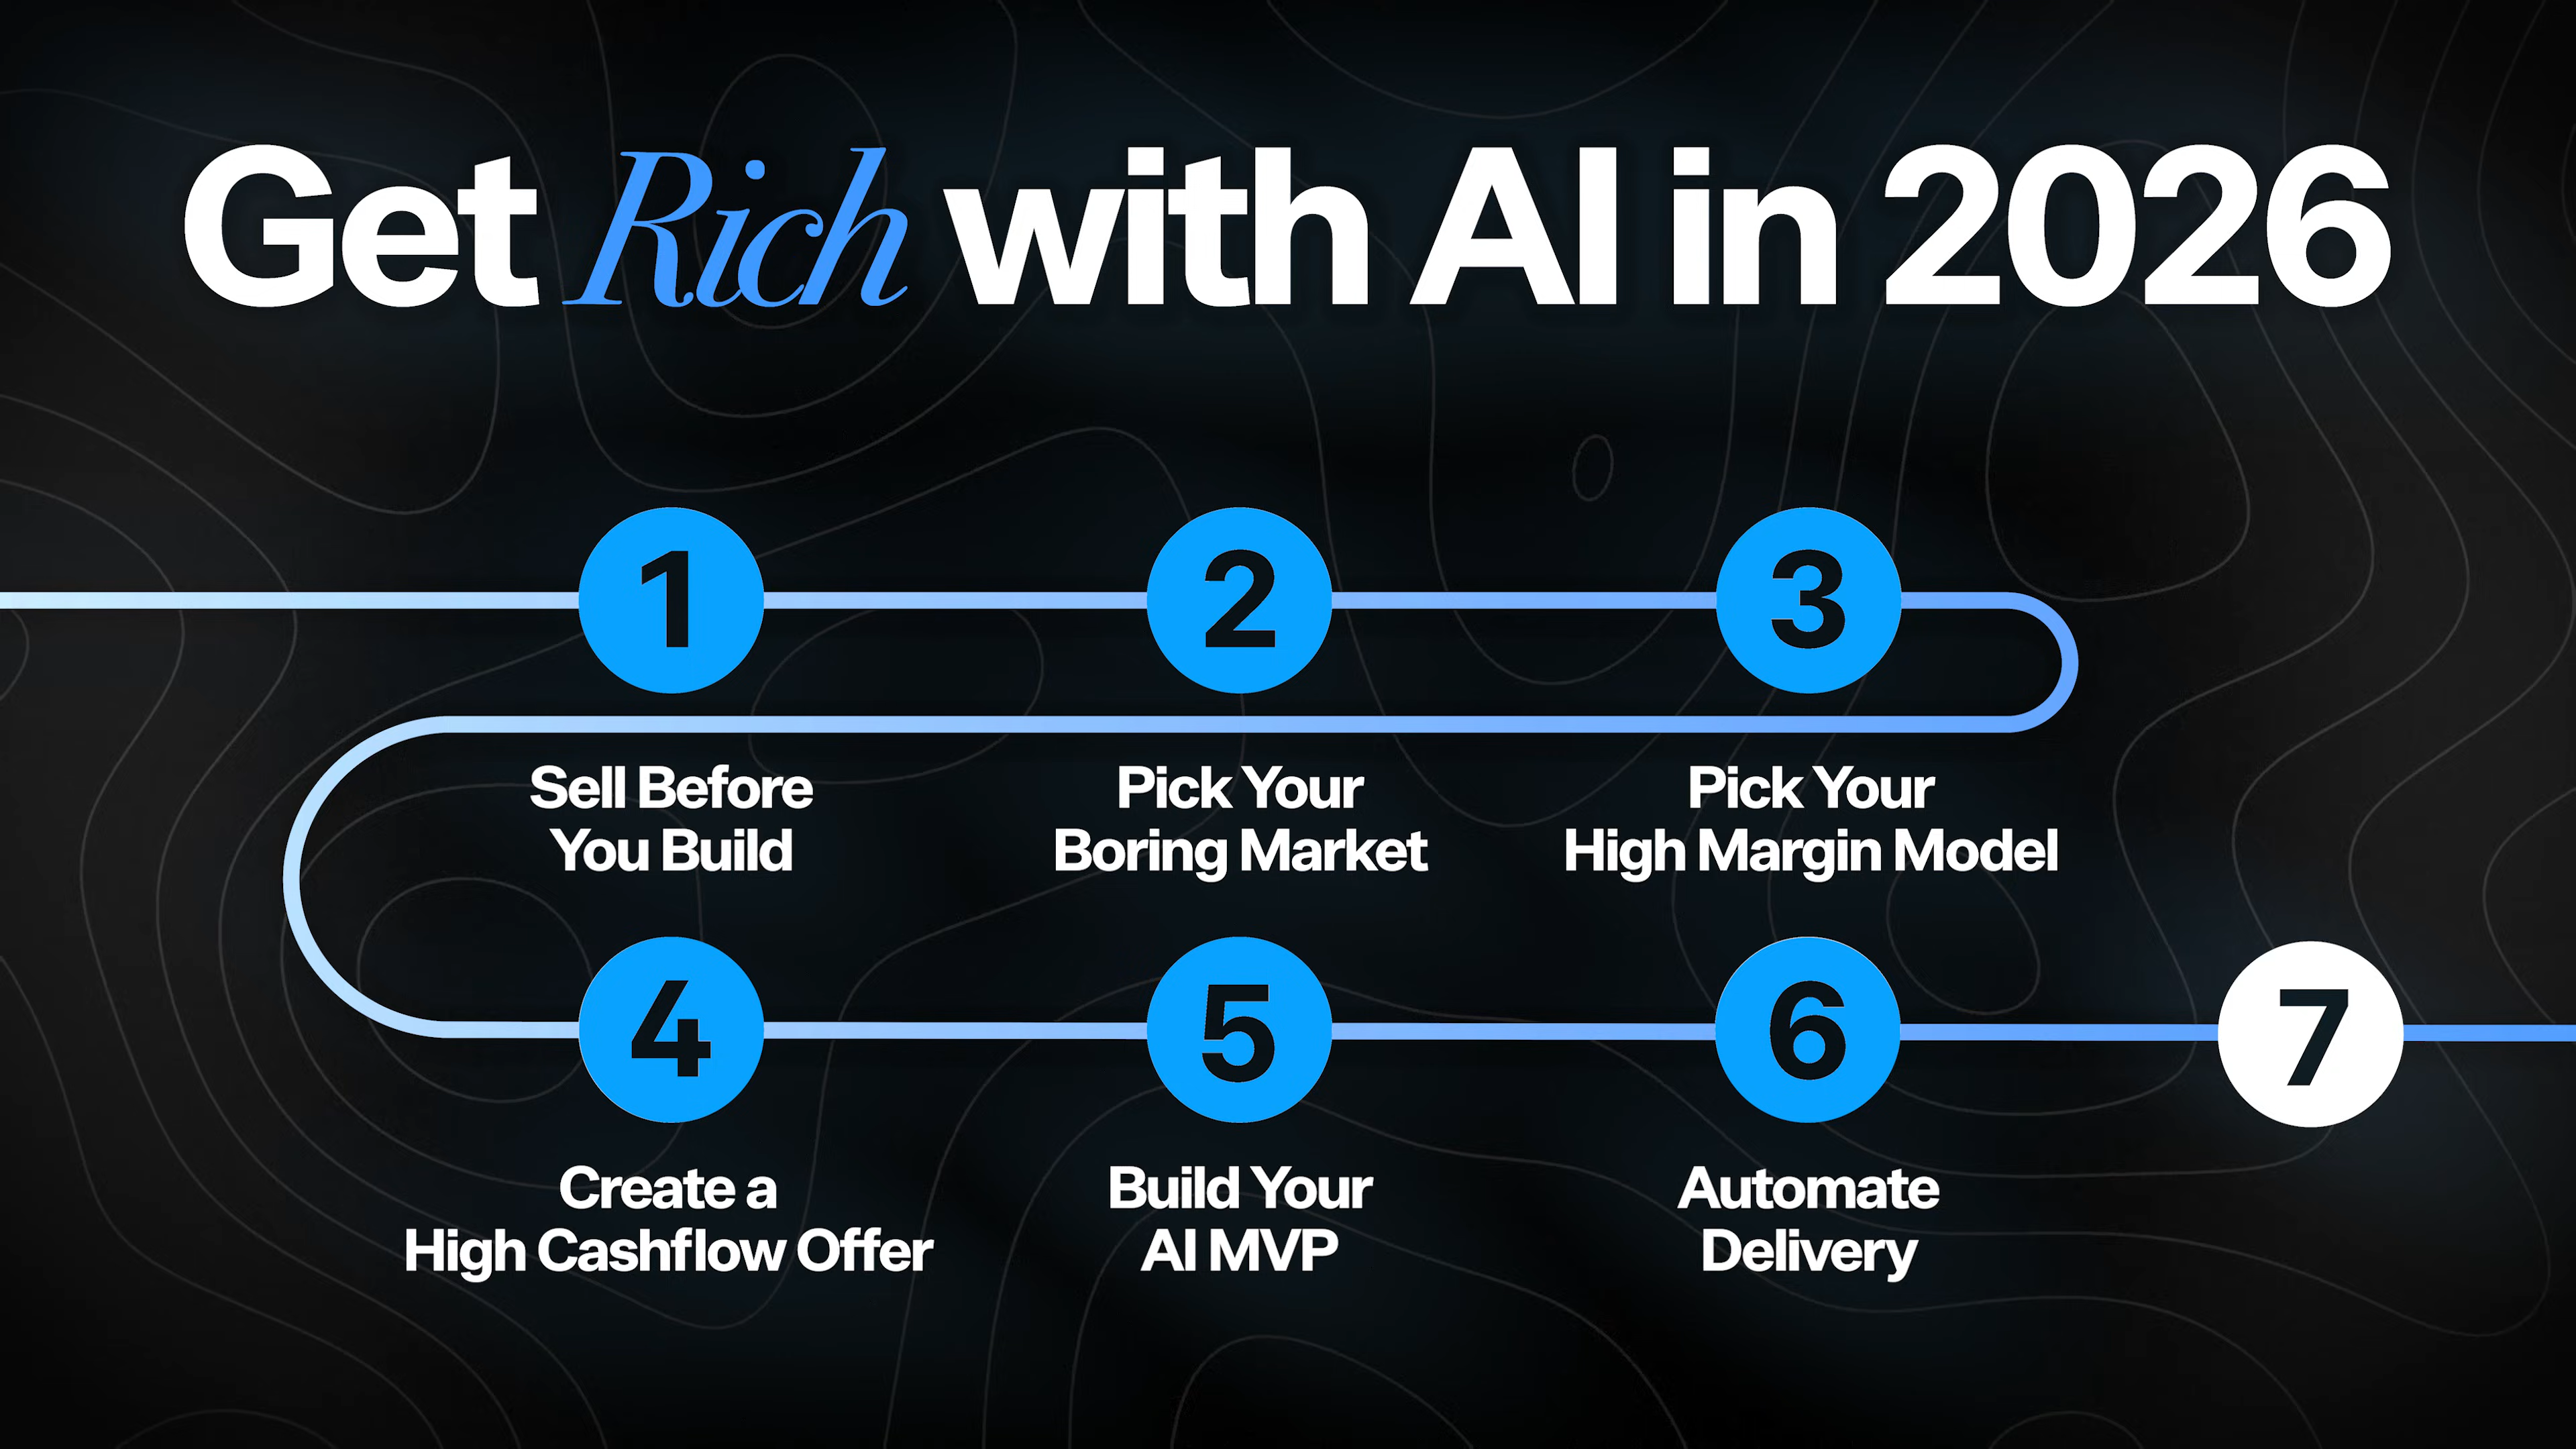 Get Rich with AI in 2026
1
2
3
Sell Before
You Build
Pick Your
Boring Market
Pick Your
High Margin Model
4
5
6
7
Create a
High Cashflow Offer
Build Your
AI MVP
Automate
Delivery